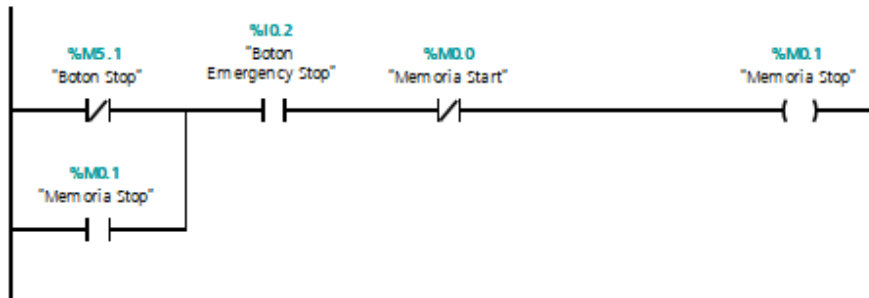 %I0.2
%M5.1
"Boton
%M0.0
%M0.1
"Boton Stop"
Emergency Stop"
"Memoria Start"
"Memoria Stop"
%M0.1
"Memoria Stop"